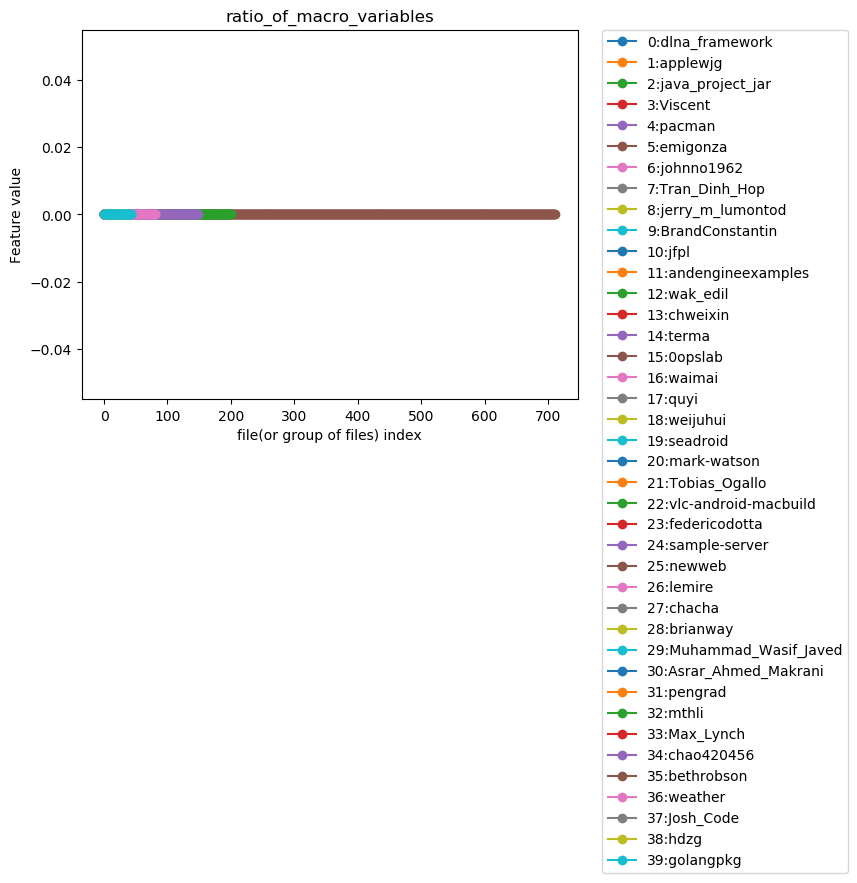 ratio_of_macro_variables
Feature value
0.04
0.02
0.00
−0.02
−0.04
0 100 200 300 400 500 600 700
file(or group of files) index
0:dlna_framework
1:applewjg
2:java_project_jar
3:Viscent
4:pacman
5:emigonza
6:johnno1962
7:Tran_Dinh_Hop
8:jerry_m_lumontod
9:BrandConstantin
10:jfpl
11:andengineexamples
12:wak_edil
13:chweixin
14:terma
15:0opslab
16:waimai
17:quyi
18:weijuhui
19:seadroid
20:mark-watson
21:Tobias_Ogallo
22:vlc-android-macbuild
23:federicodotta
24:sample-server
25:newweb
26:lemire
27:chacha
28:brianway
29:Muhammad_Wasif_Javed
30:Asrar_Ahmed_Makrani
31:pengrad
32:mthli
33:Max_Lynch
34:chao420456
35:bethrobson
36:weather
37:Josh_Code
38:hdzg
39:golangpkg